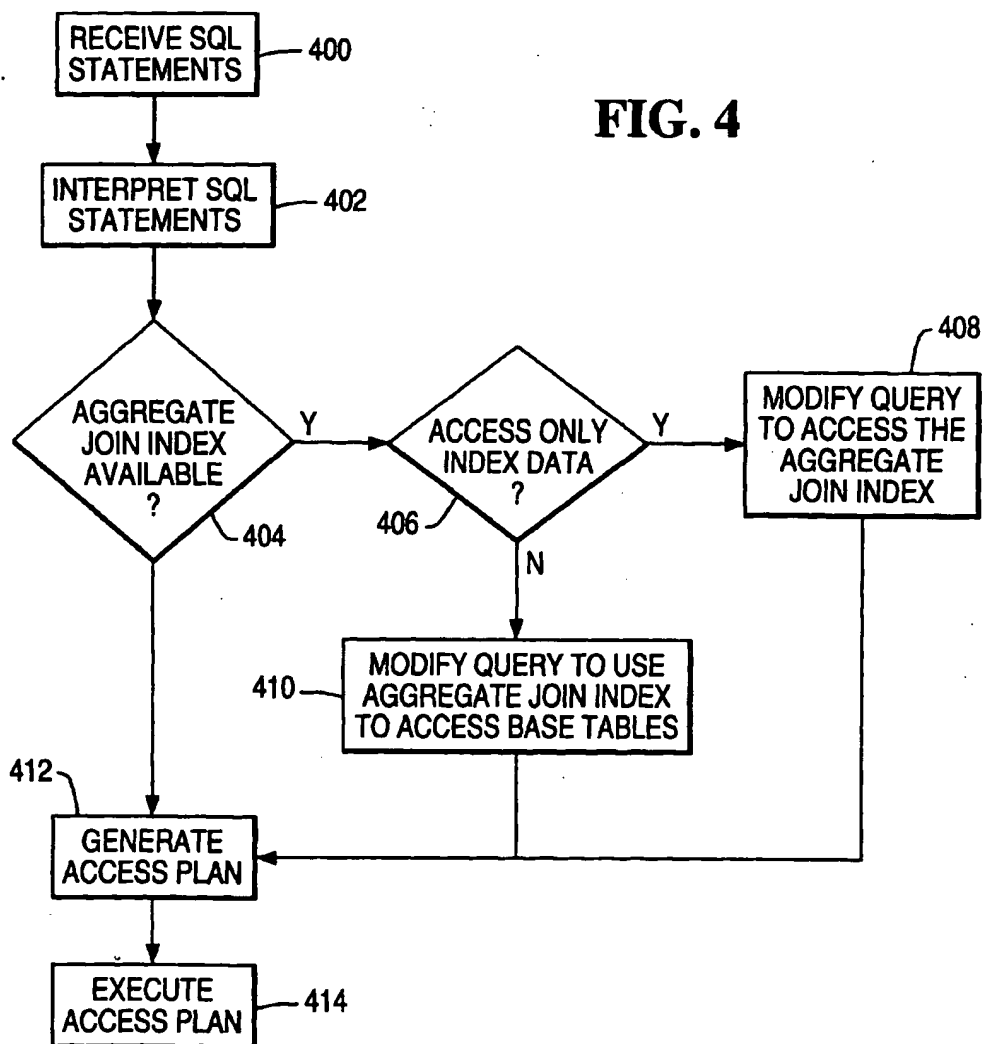 RECEIVE SQL
STATEMENTS
400
FIG. 4
INTERPRET SQL
STATEMENTS
402
AGGREGATE
JOIN INDEX
AVAILABLE
?
404
Y
ACCESS ONLY
INDEX DATA
?
406
Y
N
408
MODIFY QUERY
TO ACCESS THE
AGGREGATE
JOIN INDEX
410
MODIFY QUERY TO USE
AGGREGATE JOIN INDEX
TO ACCESS BASE TABLES
412
GENERATE
ACCESS PLAN
EXECUTE
ACCESS PLAN
414